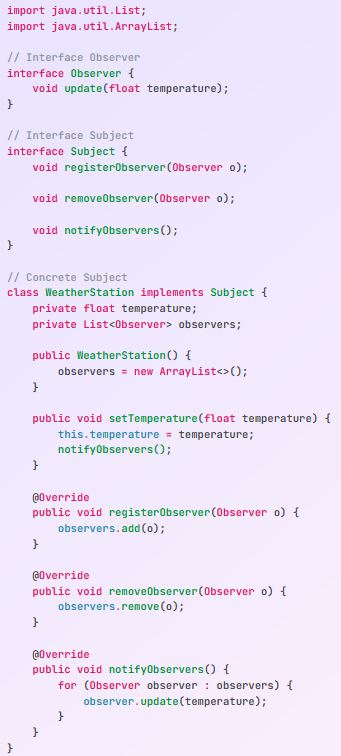 import java.util.List;
import java.util.ArrayList;

// Interface Observer
interface Observer {
    void update(float temperature);
}

// Interface Subject
interface Subject {
    void registerObserver(Observer o);

    void removeObserver(Observer o);

    void notifyObservers();
}

// Concrete Subject
class WeatherStation implements Subject {
    private float temperature;
    private List<Observer> observers;

    public WeatherStation() {
        observers = new ArrayList<>();
    }

    public void setTemperature(float temperature) {
        this.temperature = temperature;
        notifyObservers();
    }

    @Override
    public void registerObserver(Observer o) {
        observers.add(o);
    }

    @Override
    public void removeObserver(Observer o) {
        observers.remove(o);
    }

    @Override
    public void notifyObservers() {
        for (Observer observer : observers) {
            observer.update(temperature);
        }
    }
}